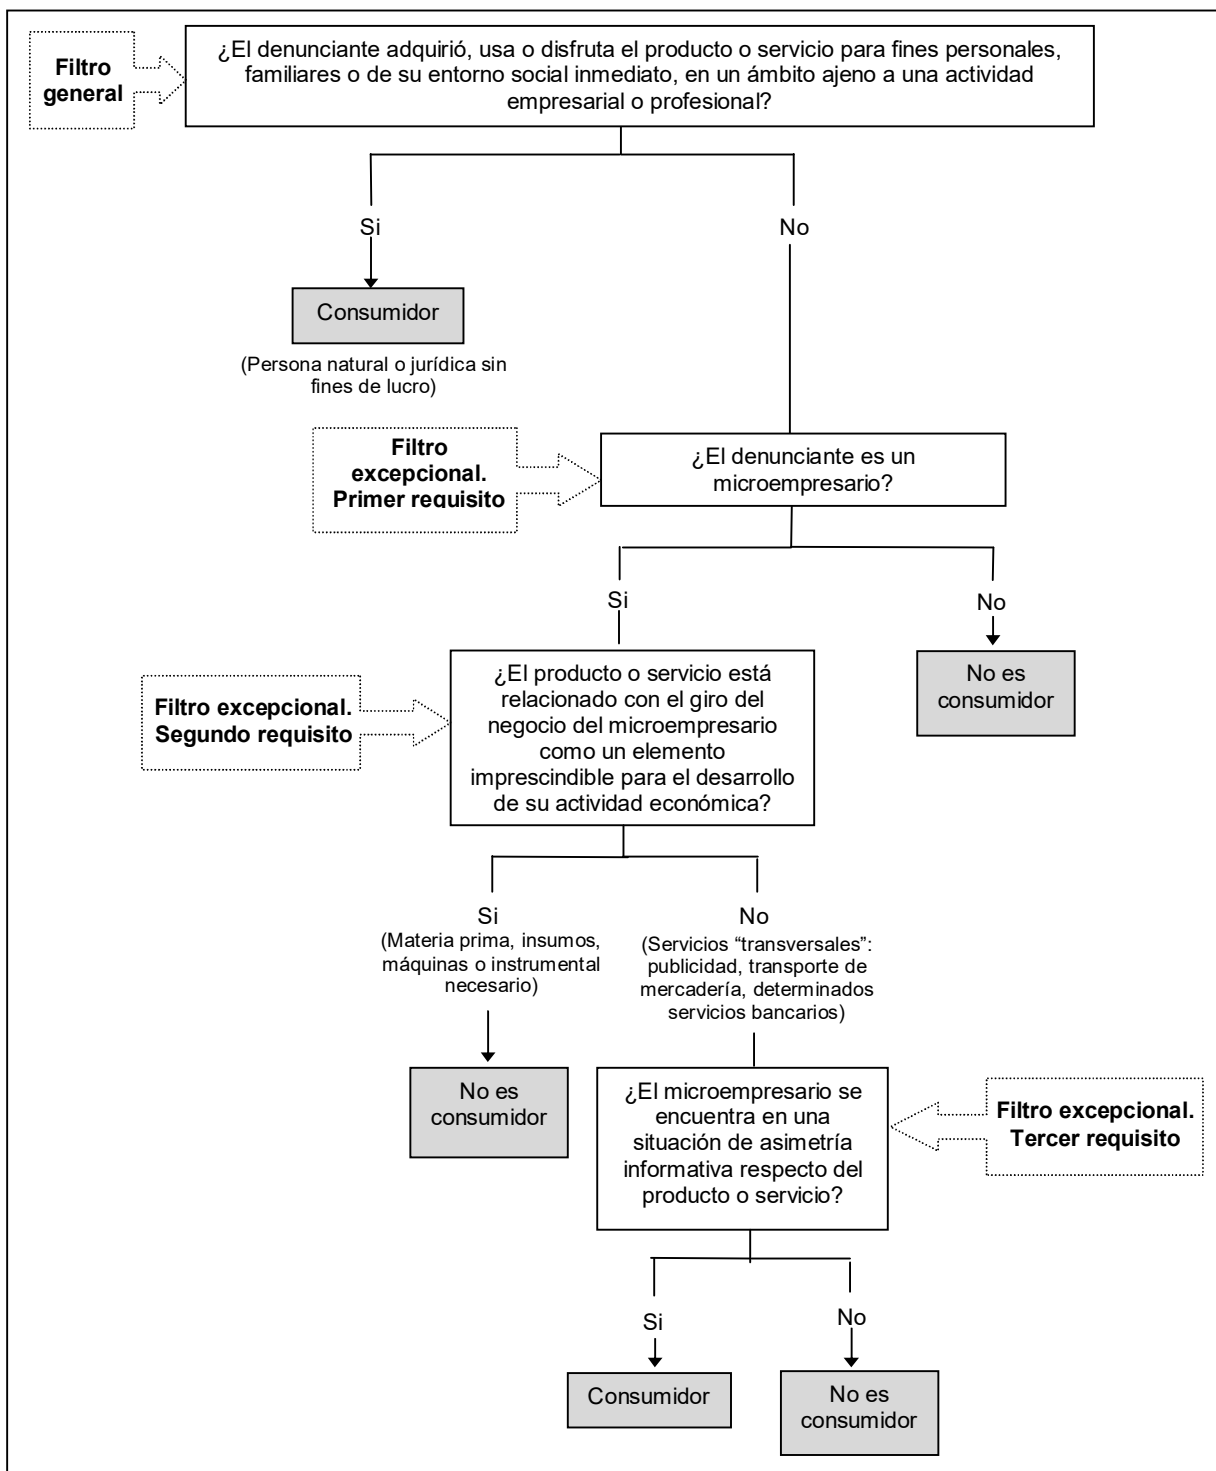 ¿El denunciante adquirió, usa o disfruta el producto o servicio para fines personales,
familiares o de su entorno social inmediato, en un ámbito ajeno a una actividad
empresarial o profesional?
Filtro
general
Si
No
Consumidor
(Persona natural o jurídica sin
fines de lucro)
Filtro
excepcional.
Primer requisito
¿El denunciante es un
microempresario?
Si
No
¿El producto o servicio está
relacionado con el giro del
negocio del microempresario
como un elemento
imprescindible para el desarrollo
de su actividad económica?
No es
consumidor
Filtro excepcional.
Segundo requisito
Si
(Materia prima, insumos,
máquinas o instrumental
necesario)
No
(Servicios “transversales”:
publicidad, transporte de
mercadería, determinados
servicios bancarios)
No es
consumidor
¿El microempresario se
encuentra en una
situación de asimetría
informativa respecto del
producto o servicio?
Filtro excepcional.
Tercer requisito
Si
No
Consumidor
No es
consumidor